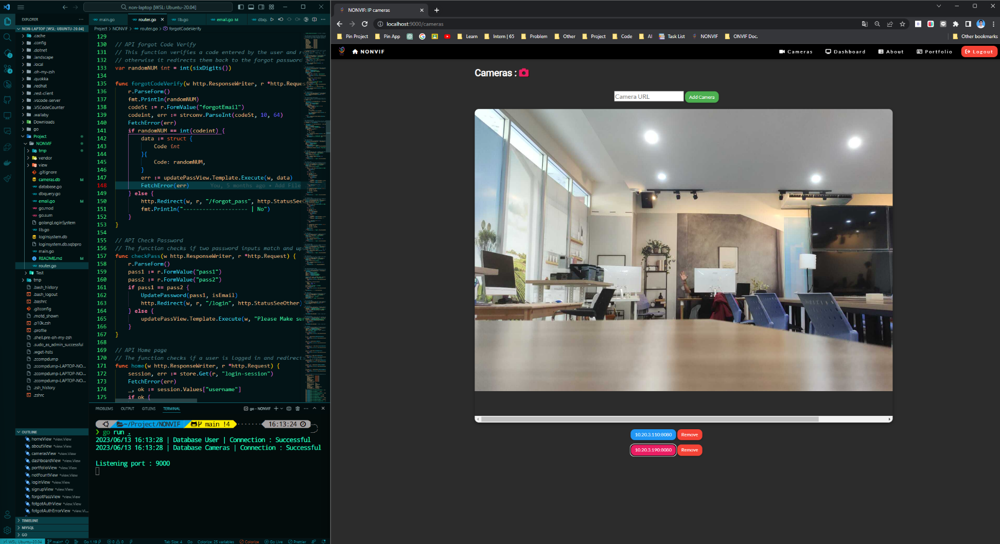 non-laptop [WSL: Ubuntu-20.04]
EXPLORER
NON-LAPTOP [WSL: UBUNTU-20.04]
.cache
.config
.dotnet
.landscape
.local
.oh-my-zsh
.quokka
.redhat
.rest-client
.vscode-server
.VSCodeCounter
.wallaby
Downloads
go
Project
NONVIF
tmp
vendor
view
.gitignore
cameras.db M
database.go
dbquery.go
email.go M
go.mod
go.sum
golangLoginSystem
lib.go
loginsystem.db
loginsystem.db.sqbpro
main.go
README.md M
router.go
Test
tmp
.bash_history
.bash_logout
.bashrc
.gitconfig
.motd_shown
.p10k.zsh
.profile
.shell.pre-oh-my-zsh
.sudo_as_admin_successful
.wget-hsts
.zcompdump
.zcompdump-LAPTOP-NO...
.zcompdump-LAPTOP-NO...
.zcompdump-LAPTOP-NO...
.zsh_history
.zshrc
OUTLINE
homeView *view.View
aboutView *view.View
camerasView *view.View
dashboardView *view.View
portfolioView *view.View
notFountView *view.View
loginView *view.View
signupView *view.View
forgotPassView *view.View
fotgotAuthView *view.View
fotgotAuthErrorView *view.Vi...
TIMELINE
MYSQL
GO
main.go router.go lib.go email.go M dbqu
Project > NONVIF > router.go > forgotCodeVerify
129
130 // API forgot Code Verify
131 // This function verifies a code entered by the user and redirect
132 // otherwise it redirects them back to the forgot password
133 var randomNUM int = int(sixDigits())
134
135 func forgotCodeVerify(w http.ResponseWriter, r *http.Reques
136 r.ParseForm()
137 fmt.Println(randomNUM)
138 codeSt := r.FormValue("forgotEmail")
139 codeint, err := strconv.ParseInt(codeSt, 10, 64)
140 FetchError(err)
141 if randomNUM == int(codeint) {
142 data := struct {
143 Code int
144 }{
145 Code: randomNUM,
146 }
147 err := updatePassView.Template.Execute(w, data)
148 FetchError(err) You, 5 months ago • Add File
149 } else {
150 http.Redirect(w, r, "/forgot_pass", http.StatusSeeO
151 fmt.Println("-------------------- | No")
152 }
153 }
154
155 // API Check Password
156 // The function checks if two password inputs match and up
157 func checkPass(w http.ResponseWriter, r *http.Request) {
158 r.ParseForm()
159 pass1 := r.FormValue("pass1")
160 pass2 := r.FormValue("pass2")
161 if pass1 == pass2 {
162 UpdatePassword(pass1, isEmail)
163 http.Redirect(w, r, "/login", http.StatusSeeOther)
164 } else {
165 updatePassView.Template.Execute(w, "Please Make su
166 }
167 }
168
169 // API Home page
170 // The function checks if a user is Logged in and redirects
171 func home(w http.ResponseWriter, r *http.Request) {
172 session, err := store.Get(r, "login-session")
173 FetchError(err)
174 _, ok := session.Values["username"]
175 if ok {
PROBLEMS OUTPUT GITLENS TERMINAL go - NONVIF
~/Project/NONVIF main !4 16:13:24
go run .
2023/06/13 16:13:28 | Database User | Connection : Successful
2023/06/13 16:13:28 | Database Cameras | Connection : Successful
Listening port : 9000
WSL: Ubuntu-20.04 main* Go 1.19 0 0 Tab Size: 4 Go Colorize: 25 variables Colorize Go Live Prettier
NONVIF: IP cameras
localhost:9000/cameras
Pin Project Pin App Learn Intern | 65 Problem Other Project Code AI Task List NONVIF ONVIF Doc. Other bookmarks
NONVIF Cameras Dashboard About Portfolio Logout
Cameras :
Camera URL Add Camera
10.20.3.110:8080 Remove
10.20.3.190:8080 Remove